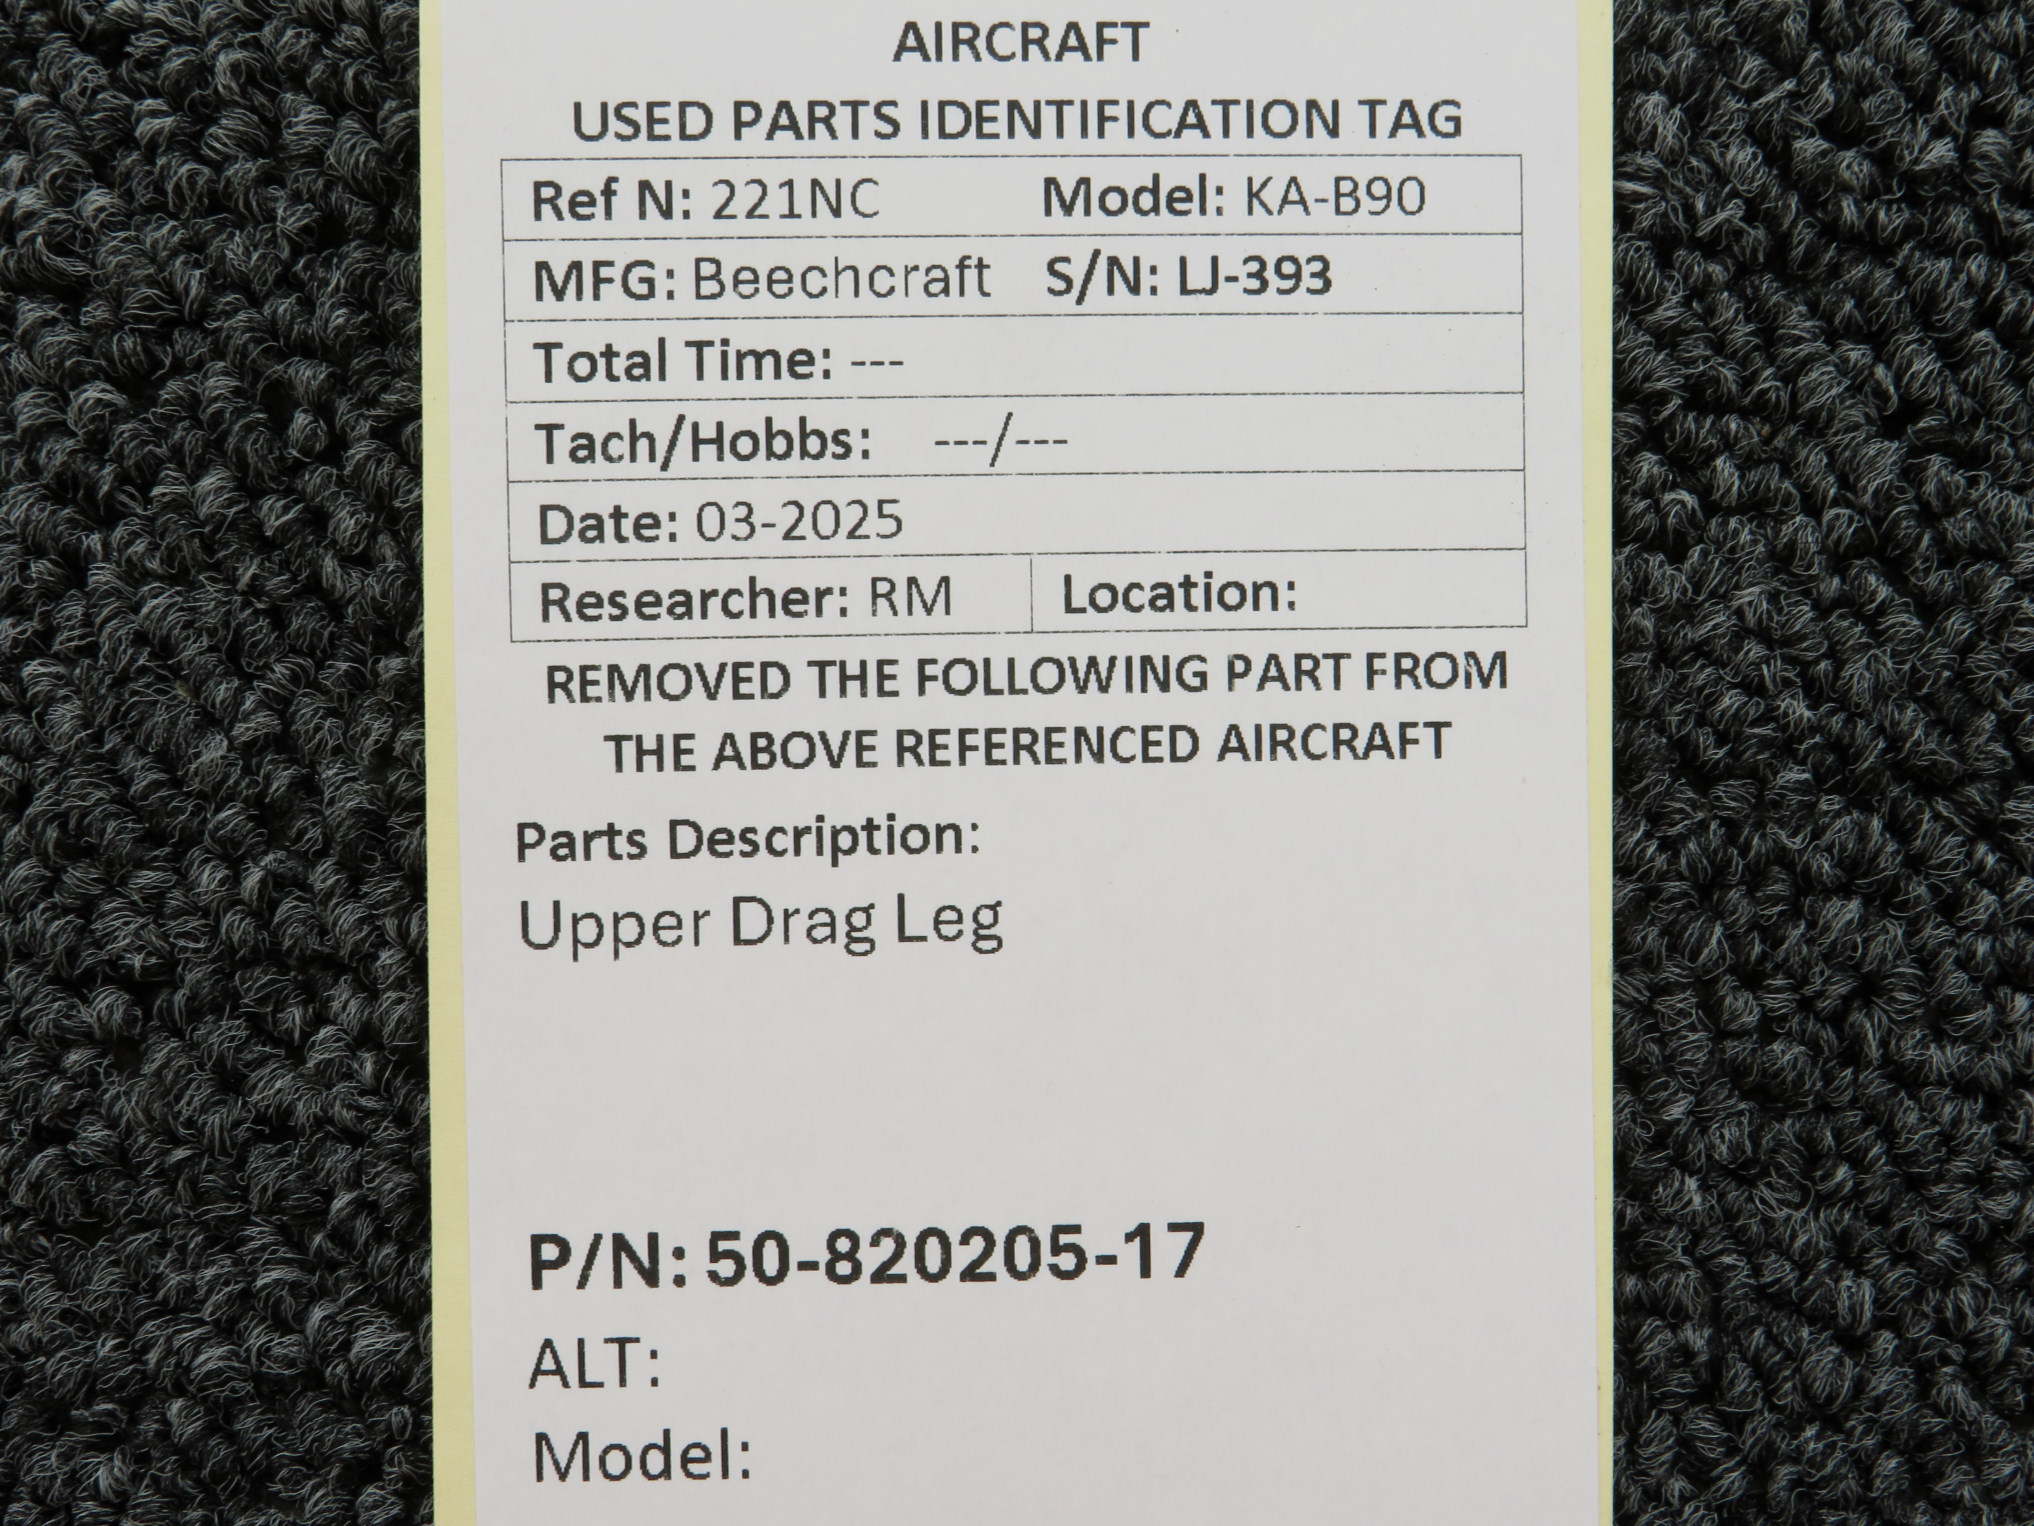 AIRCRAFT
USED PARTS IDENTIFICATION TAG
Ref N: 221NC Model: KA-B90
MFG: Beechcraft S/N: LJ-393
Total Time: ---
Tach/Hobbs: ---/---
Date: 03-2025
Researcher: RM Location:
REMOVED THE FOLLOWING PART FROM
THE ABOVE REFERENCED AIRCRAFT
Parts Description:
Upper Drag Leg
P/N: 50-820205-17
ALT:
Model: